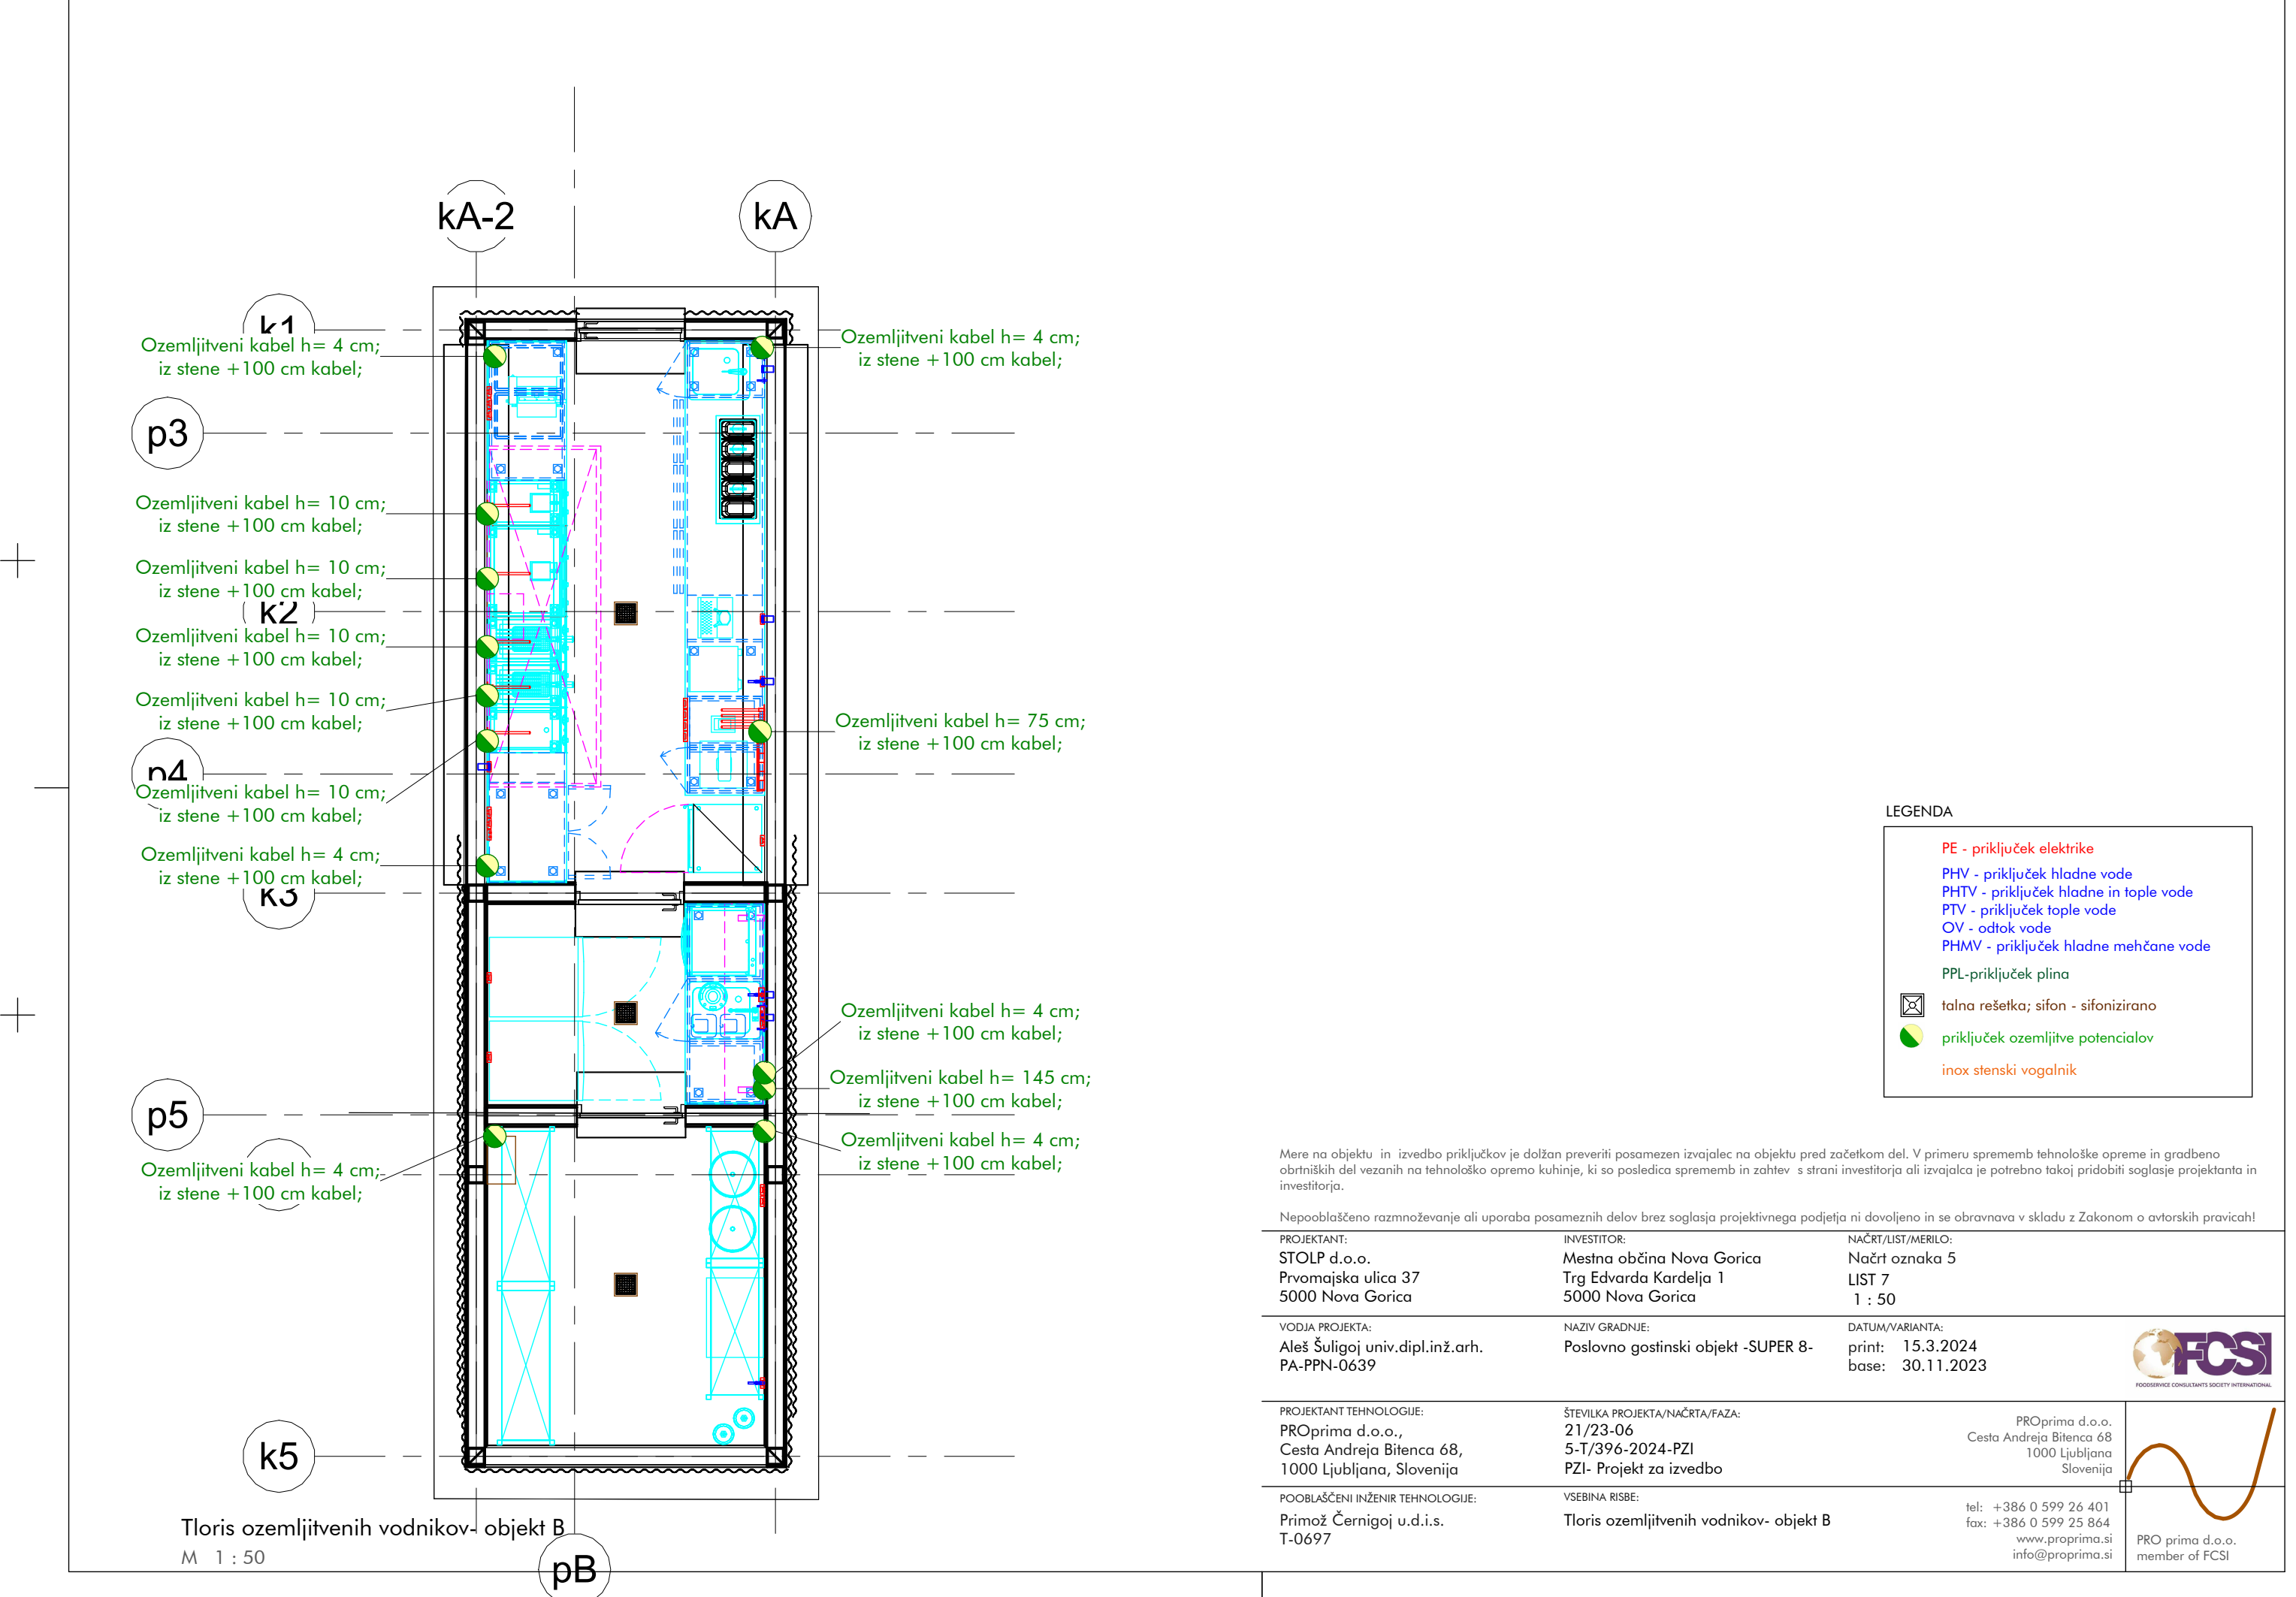 kA-2
kA
k1
Ozemljitveni kabel h= 4 cm;
iz stene +100 cm kabel;
Ozemljitveni kabel h= 4 cm;
iz stene +100 cm kabel;
p3
Ozemljitveni kabel h= 10 cm;
iz stene +100 cm kabel;
Ozemljitveni kabel h= 10 cm;
iz stene +100 cm kabel;
k2
Ozemljitveni kabel h= 10 cm;
iz stene +100 cm kabel;
Ozemljitveni kabel h= 10 cm;
iz stene +100 cm kabel;
Ozemljitveni kabel h= 75 cm;
iz stene +100 cm kabel;
p4
Ozemljitveni kabel h= 10 cm;
iz stene +100 cm kabel;
Ozemljitveni kabel h= 4 cm;
iz stene +100 cm kabel;
k3
Ozemljitveni kabel h= 4 cm;
iz stene +100 cm kabel;
Ozemljitveni kabel h= 145 cm;
iz stene +100 cm kabel;
p5
Ozemljitveni kabel h= 4 cm;
iz stene +100 cm kabel;
Ozemljitveni kabel h= 4 cm;
iz stene +100 cm kabel;
k5
Tloris ozemljitvenih vodnikov- objekt B
M 1 : 50
pB
LEGENDA
PE - priključek elektrike
PHV - priključek hladne vode
PHTV - priključek hladne in tople vode
PTV - priključek tople vode
OV - odtok vode
PHMV - priključek hladne mehčane vode
PPL-priključek plina
talna rešetka; sifon - sifonizirano
priključek ozemljitve potencialov
inox stenski vogalnik
Mere na objektu in izvedbo priključkov je dolžan preveriti posamezen izvajalec na objektu pred začetkom del. V primeru sprememb tehnološke opreme in gradbeno
obrtniških del vezanih na tehnološko opremo kuhinje, ki so posledica sprememb in zahtev s strani investitorja ali izvajalca je potrebno takoj pridobiti soglasje projektanta in
investitorja.
Nepooblaščeno razmnoževanje ali uporaba posameznih delov brez soglasja projektivnega podjetja ni dovoljeno in se obravnava v skladu z Zakonom o avtorskih pravicah!
PROJEKTANT:
STOLP d.o.o.
Prvomajska ulica 37
5000 Nova Gorica
INVESTITOR:
Mestna občina Nova Gorica
Trg Edvarda Kardelja 1
5000 Nova Gorica
NAČRT/LIST/MERILO:
Načrt oznaka 5
LIST 7
1 : 50
VODJA PROJEKTA:
Aleš Šuligoj univ.dipl.inž.arh.
PA-PPN-0639
NAZIV GRADNJE:
Poslovno gostinski objekt -SUPER 8-
DATUM/VARIANTA:
print: 15.3.2024
base: 30.11.2023
FCSI
FOODSERVICE CONSULTANTS SOCIETY INTERNATIONAL
PROJEKTANT TEHNOLOGIJE:
PROprima d.o.o.,
Cesta Andreja Bitenca 68,
1000 Ljubljana, Slovenija
ŠTEVILKA PROJEKTA/NAČRTA/FAZA:
21/23-06
5-T/396-2024-PZI
PZI- Projekt za izvedbo
PROprima d.o.o.
Cesta Andreja Bitenca 68
1000 Ljubljana
Slovenija
POOBLAŠČENI INŽENIR TEHNOLOGIJE:
Primož Černigoj u.d.i.s.
T-0697
VSEBINA RISBE:
Tloris ozemljitvenih vodnikov- objekt B
tel: +386 0 599 26 401
fax: +386 0 599 25 864
www.proprima.si
info@proprima.si
PRO prima d.o.o.
member of FCSI